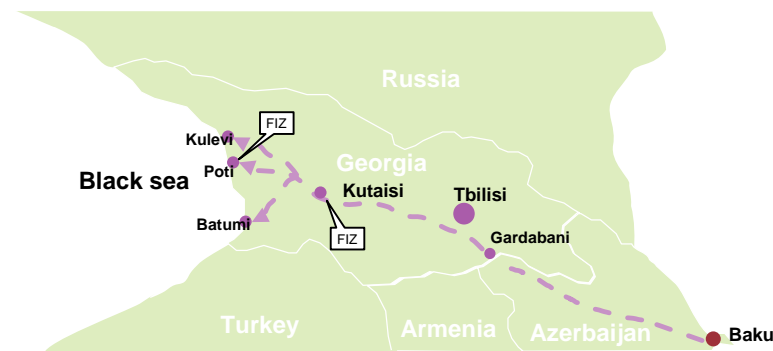 Russia
FIZ
Kulevi
Georgia
Poti
Black sea
Kutaisi
Tbilisi
Batumi
FIZ
Gardabani
Turkey
Armenia
Azerbaijan
Baku